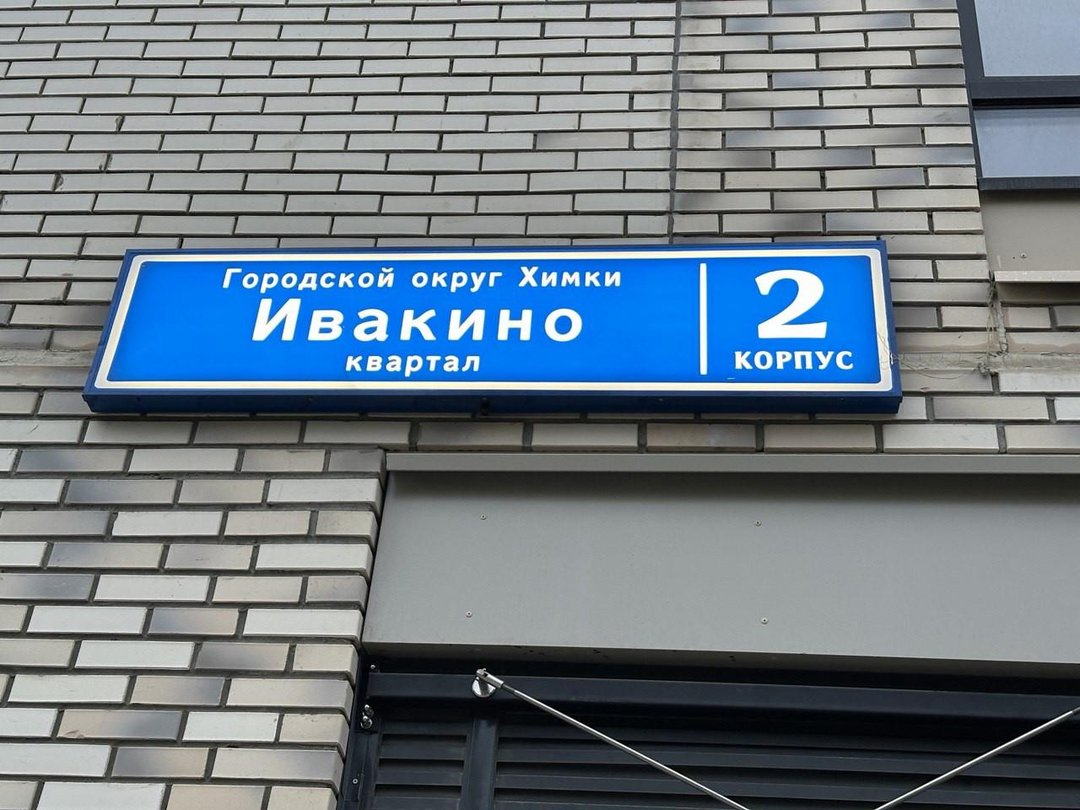 Городской округ Химки
Ивакино
квартал
2
КОРПУС